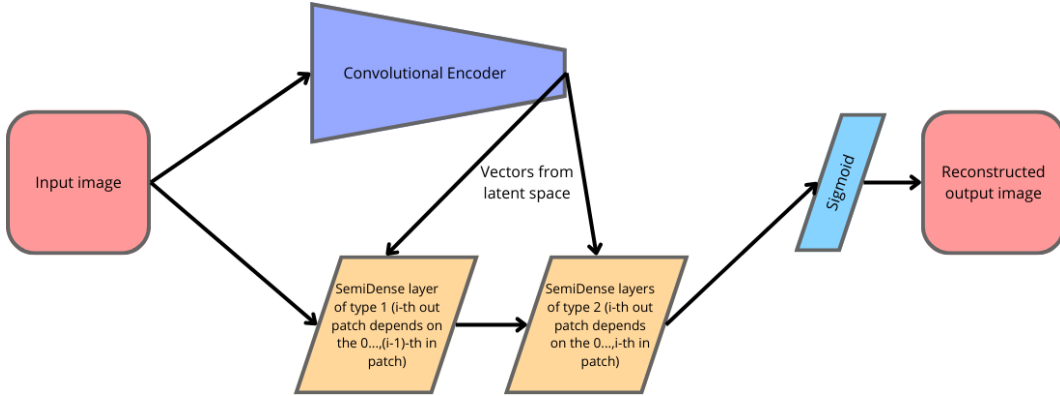 Convolutional Encoder
Input image
Vectors from
latent space
SemiDense layer
of type 1 (i-th out
patch depends on
the 0...,(i-1)-th in
patch)
SemiDense layers
of type 2 (i-th out
patch depends
on the 0...,i-th in
patch)
Sigmoid
Reconstructed
output image